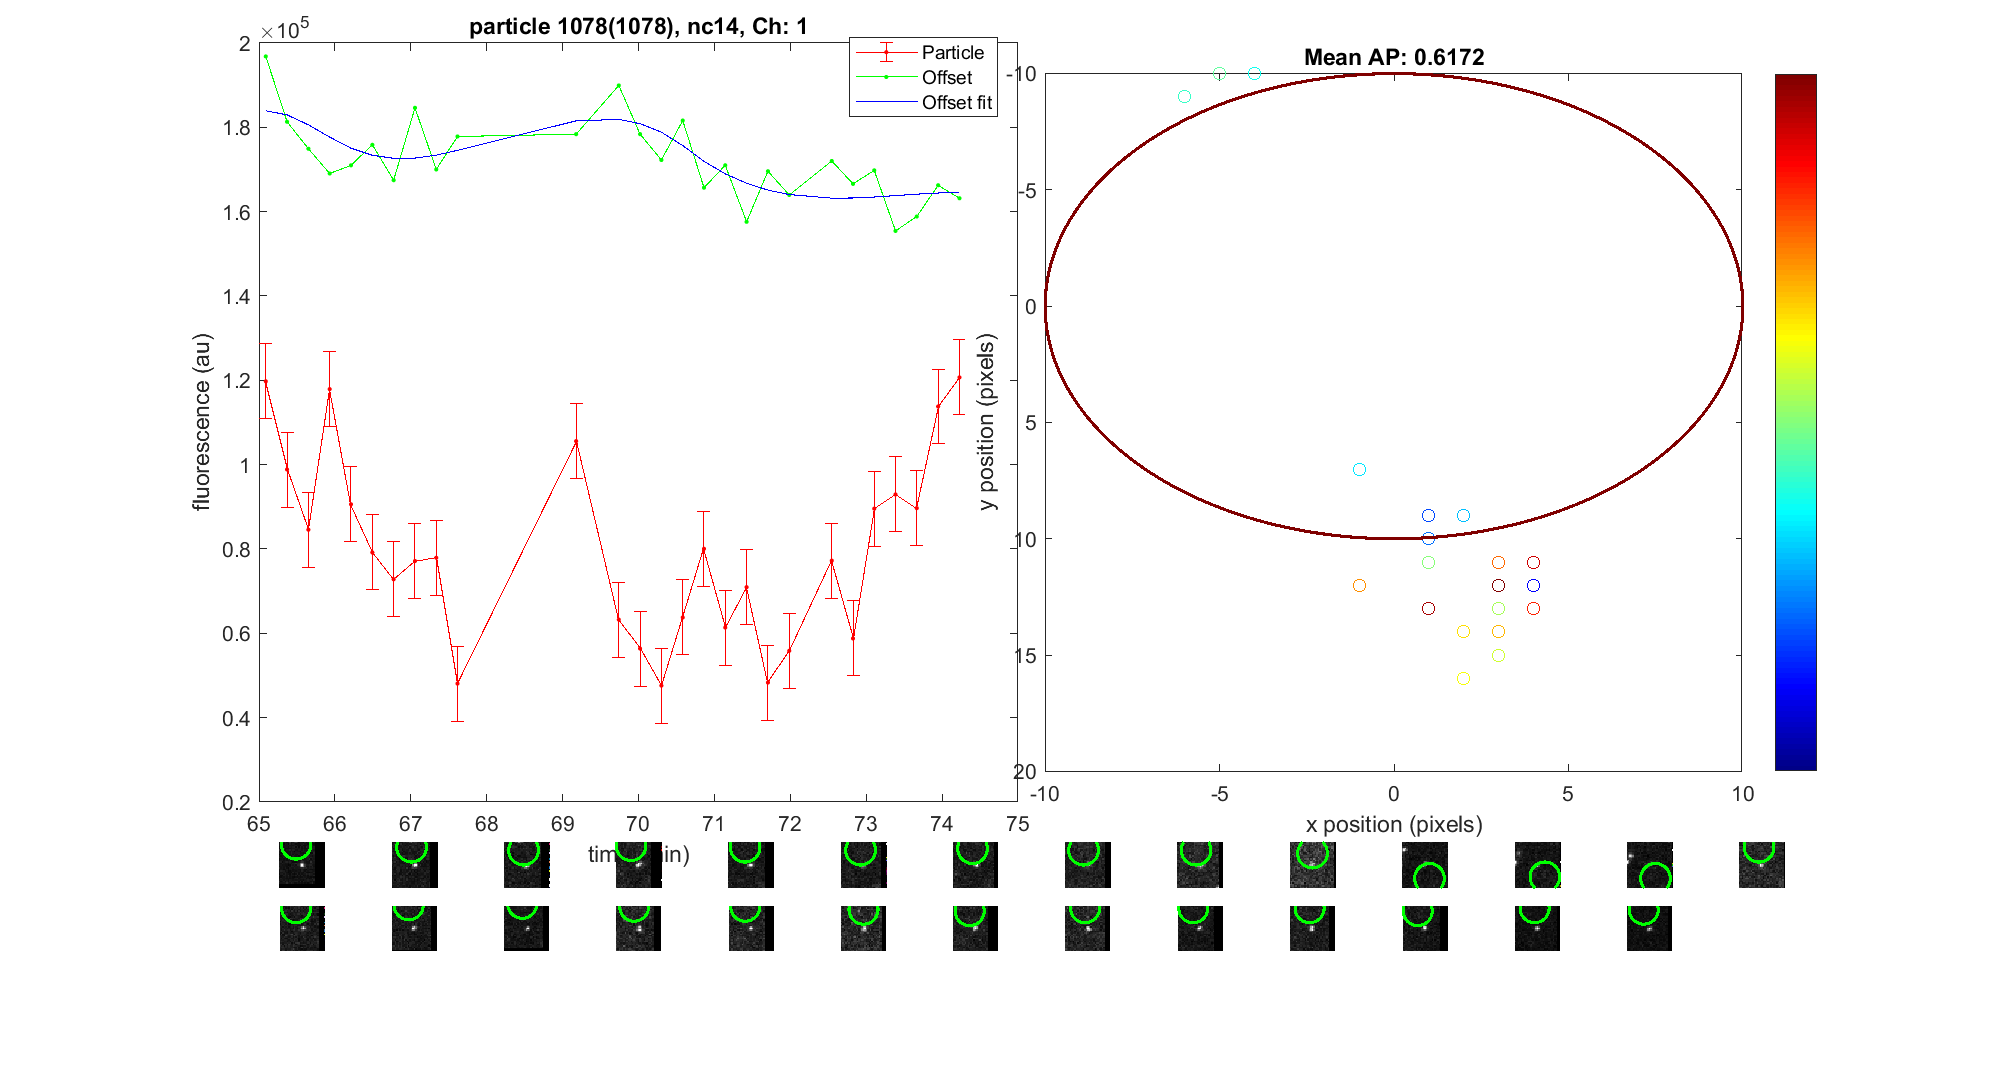 particle 1078(1078), nc14, Ch: 1
×10^5
Particle
Offset
Offset fit
fluorescence (au)
2
1.8
1.6
1.4
1.2
1
0.8
0.6
0.4
0.2
65 66 67 68 69 70 71 72 73 74 75
Mean AP: 0.6172
y position (pixels)
-10
-5
0
5
10
15
20
-10 -5 0 5 10
x position (pixels)